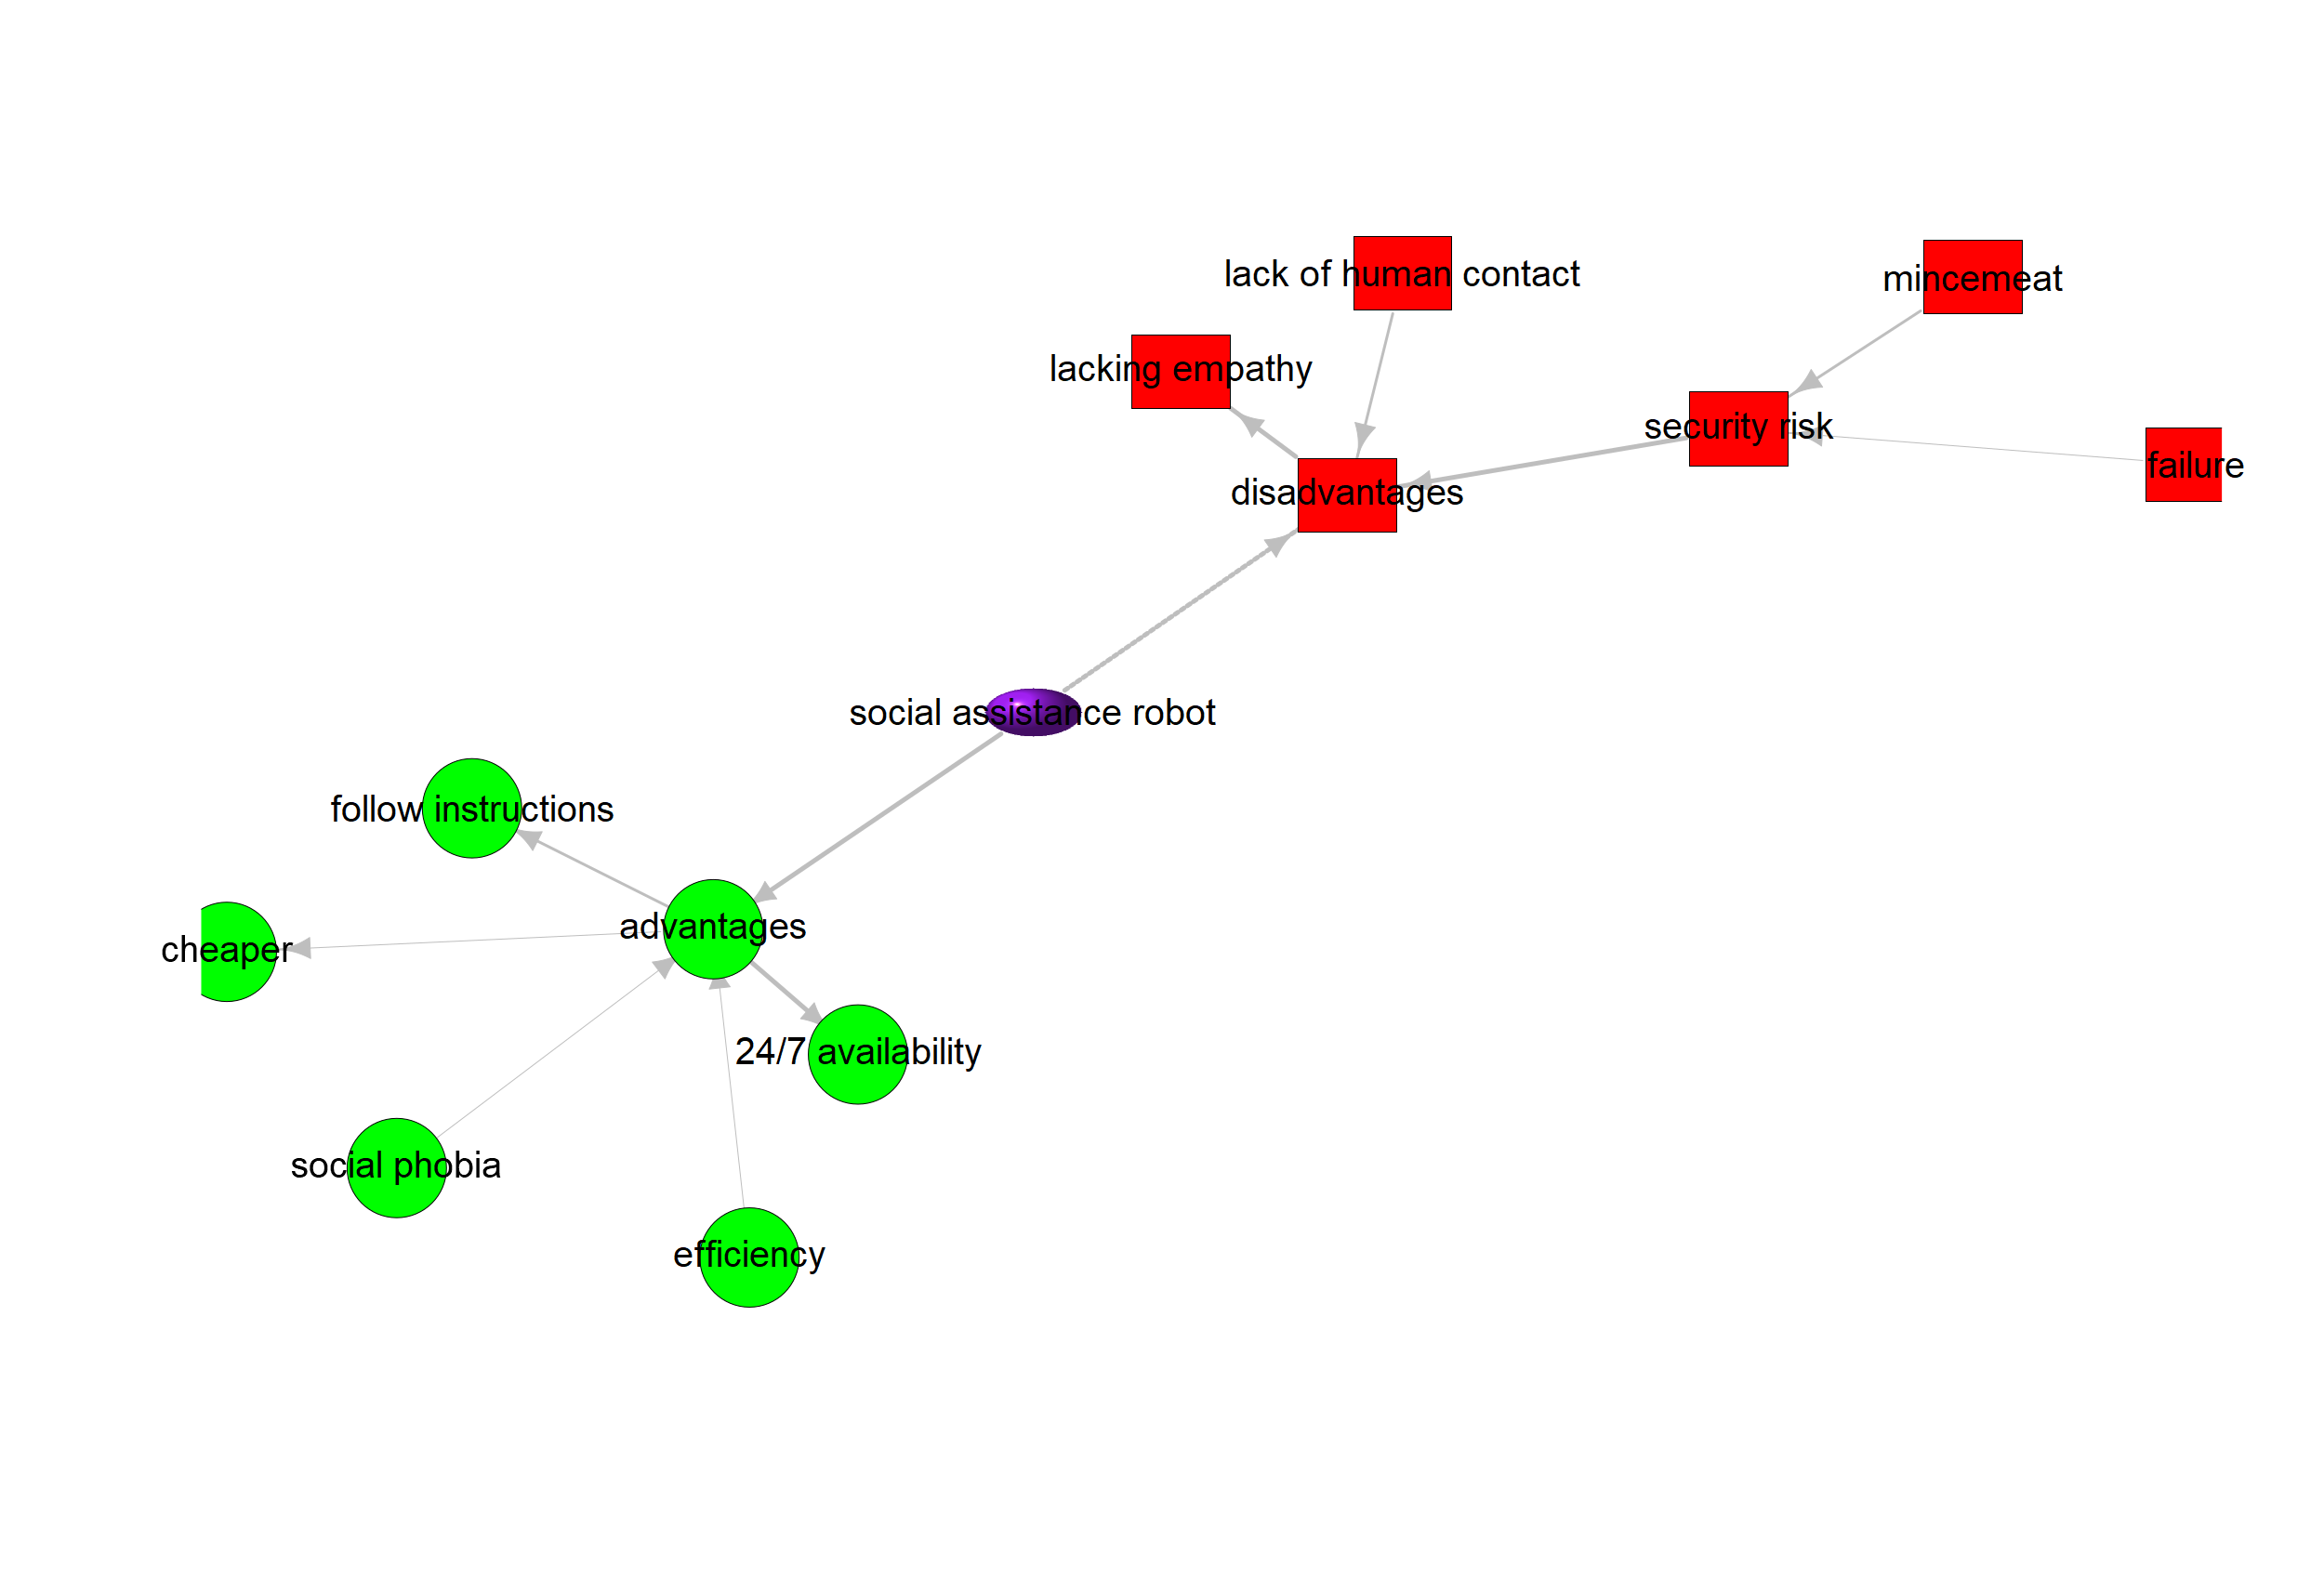 lack of human contact
mincemeat
lacking empathy
security risk
failure
disadvantages
social assistance robot
follow instructions
advantages
cheaper
24/7 availability
social phobia
efficiency